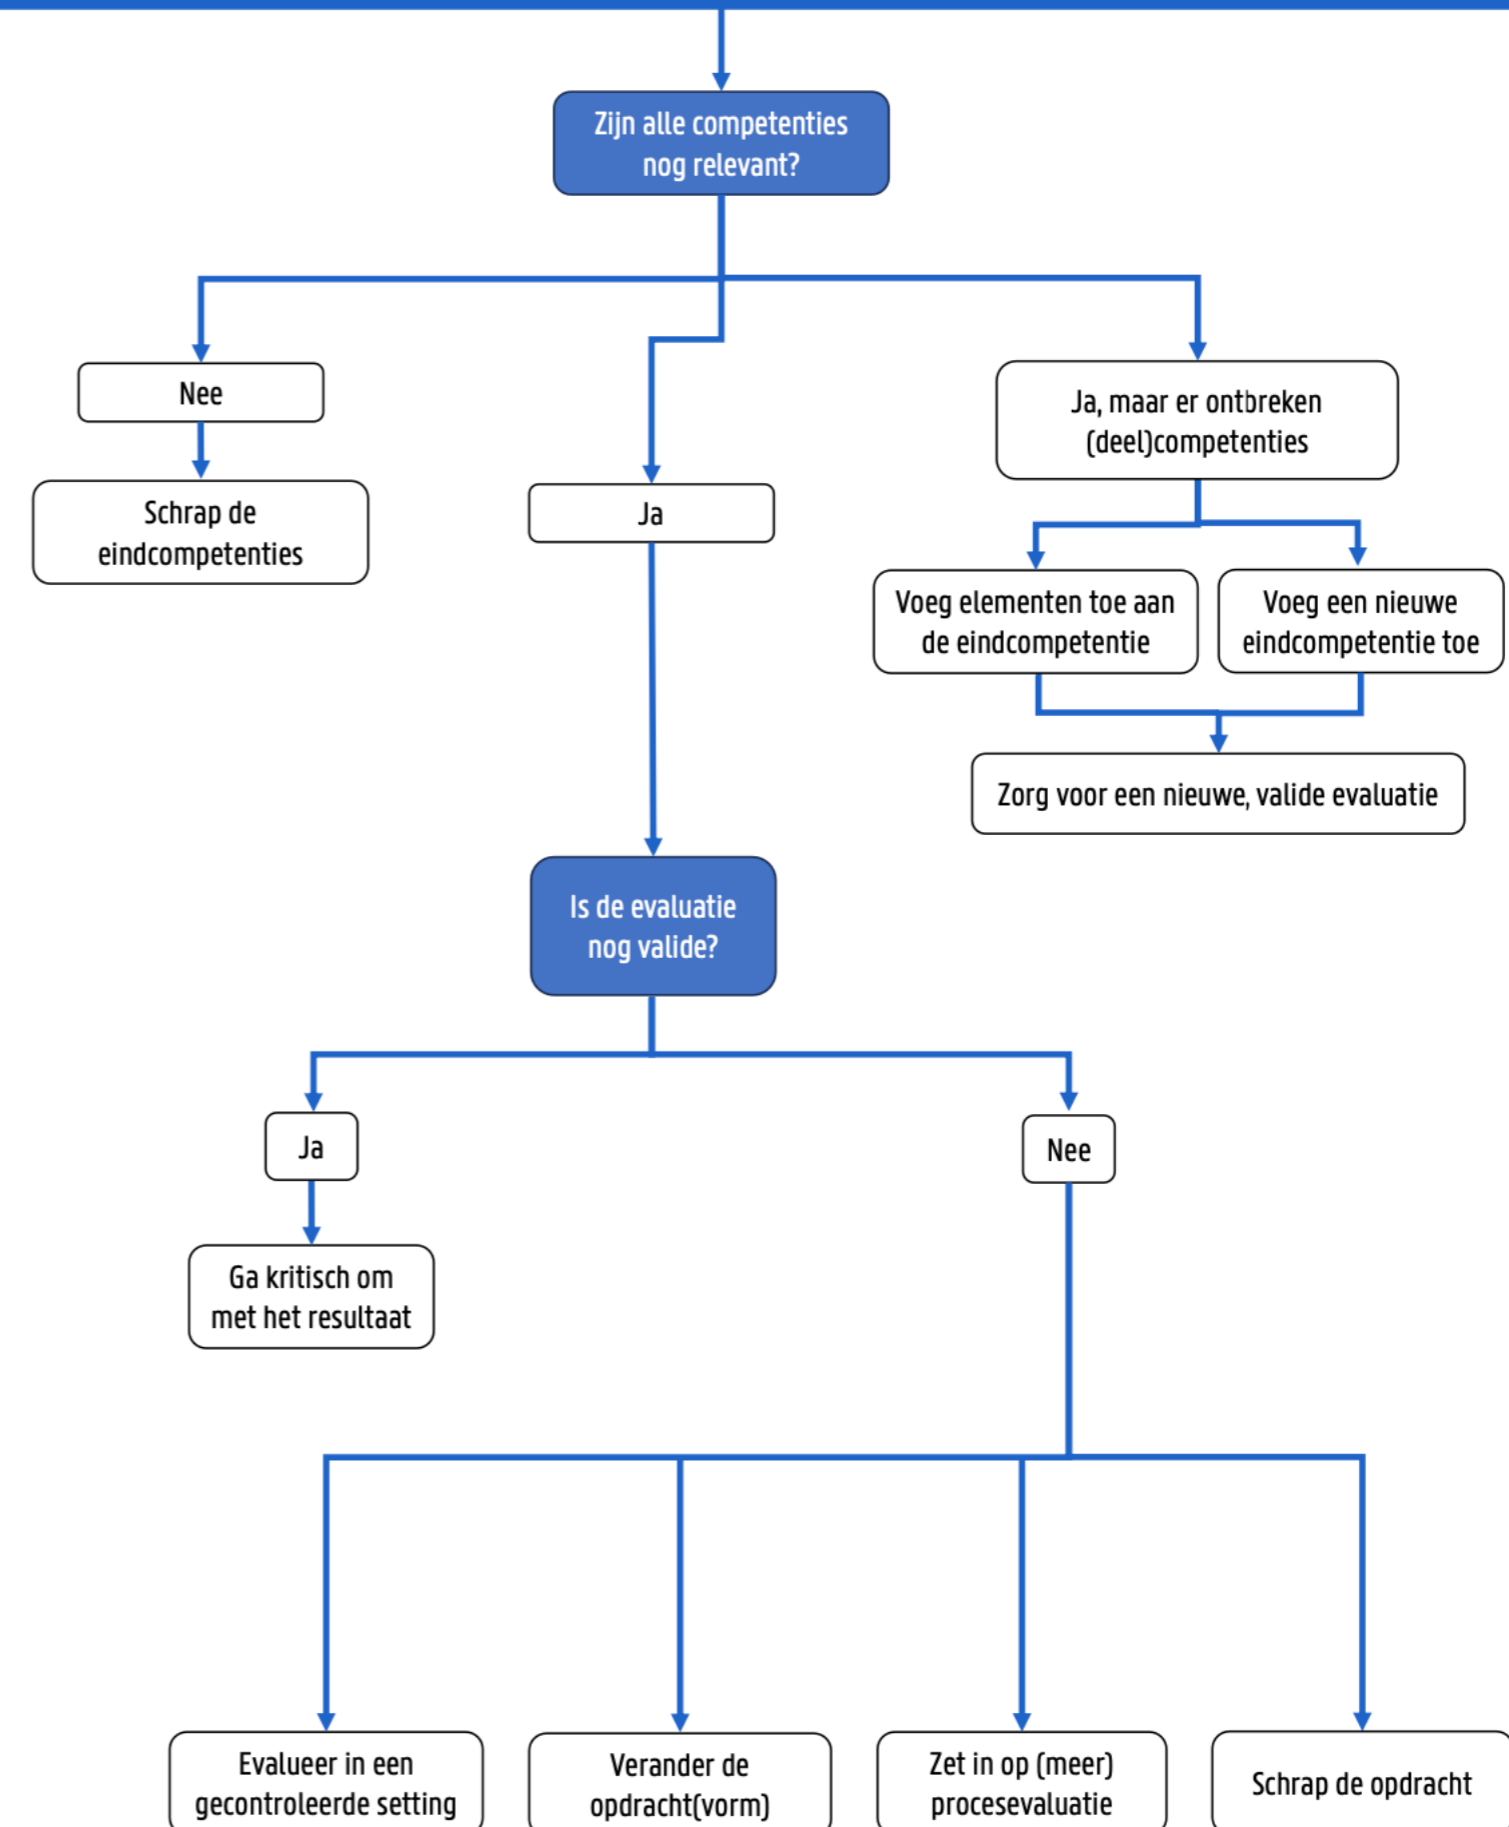 Zijn alle competenties
nog relevant?
Nee
Schrap de
eindcompetenties
Ja
Ja, maar er ontbreken
(deel)competenties
Voeg elementen toe aan
de eindcompetentie
Voeg een nieuwe
eindcompetentie toe
Zorg voor een nieuwe, valide evaluatie
Is de evaluatie
nog valide?
Ja
Ga kritisch om
met het resultaat
Nee
Evalueer in een
gecontroleerde setting
Verander de
opdracht(vorm)
Zet in op (meer)
procesevaluatie
Schrap de opdracht